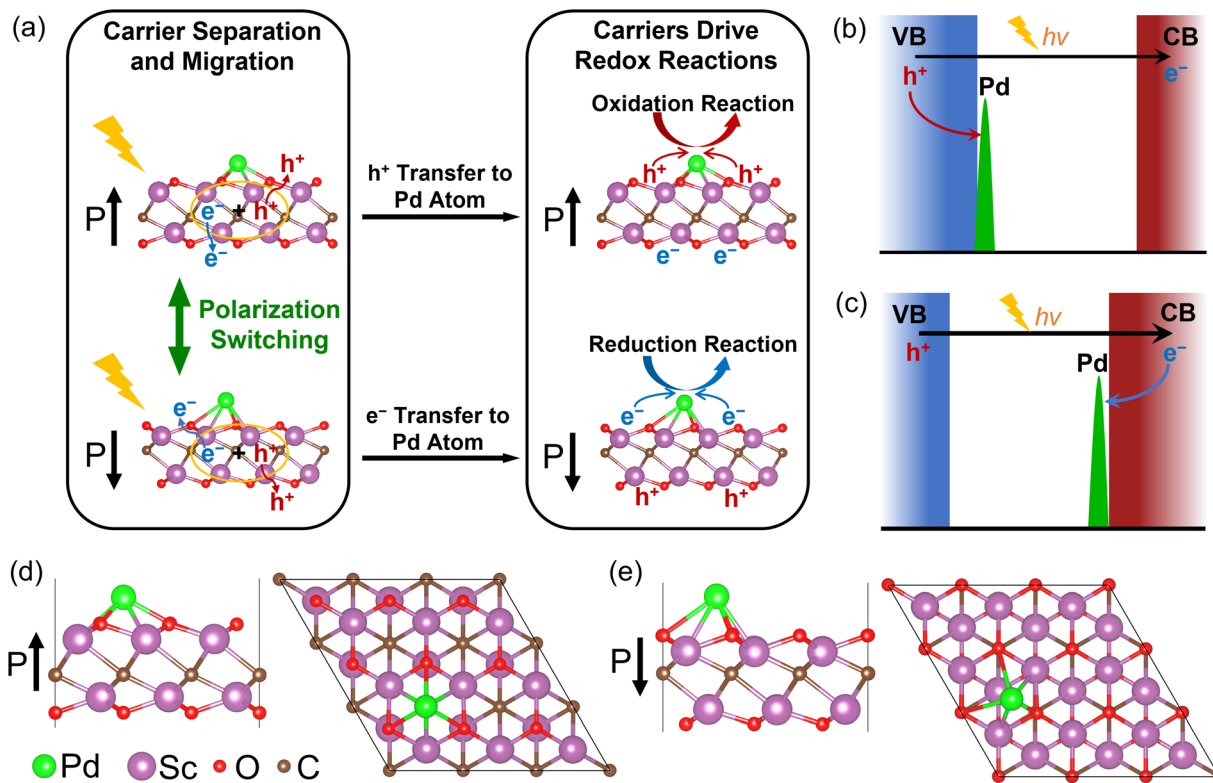 (a)
Carrier Separation
and Migration
h⁺
P
e⁻ + h⁺
e⁻
Polarization
Switching
e⁻
P
e⁻ + h⁺
h⁺
h⁺ Transfer to
Pd Atom
e⁻ Transfer to
Pd Atom
Carriers Drive
Redox Reactions
Oxidation Reaction
h⁺ h⁺
P
e⁻ e⁻
Reduction Reaction
e⁻ e⁻
P
h⁺ h⁺
(b)
VB hv CB
h⁺ e⁻
Pd
(c)
VB hv CB
h⁺ e⁻
Pd
(d)
P
Pd Sc O C
(e)
P